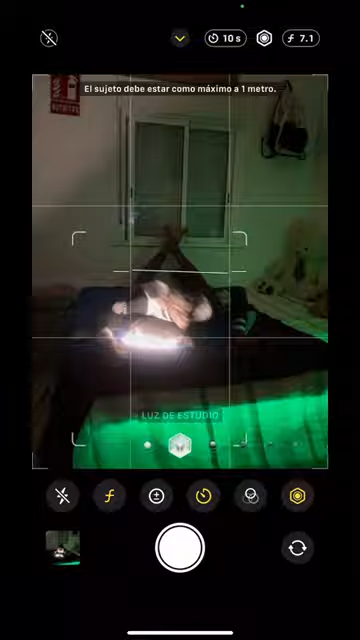 10 s
f 7.1
El sujeto debe estar como máximo a 1 metro.
LUZ DE ESTUDIO